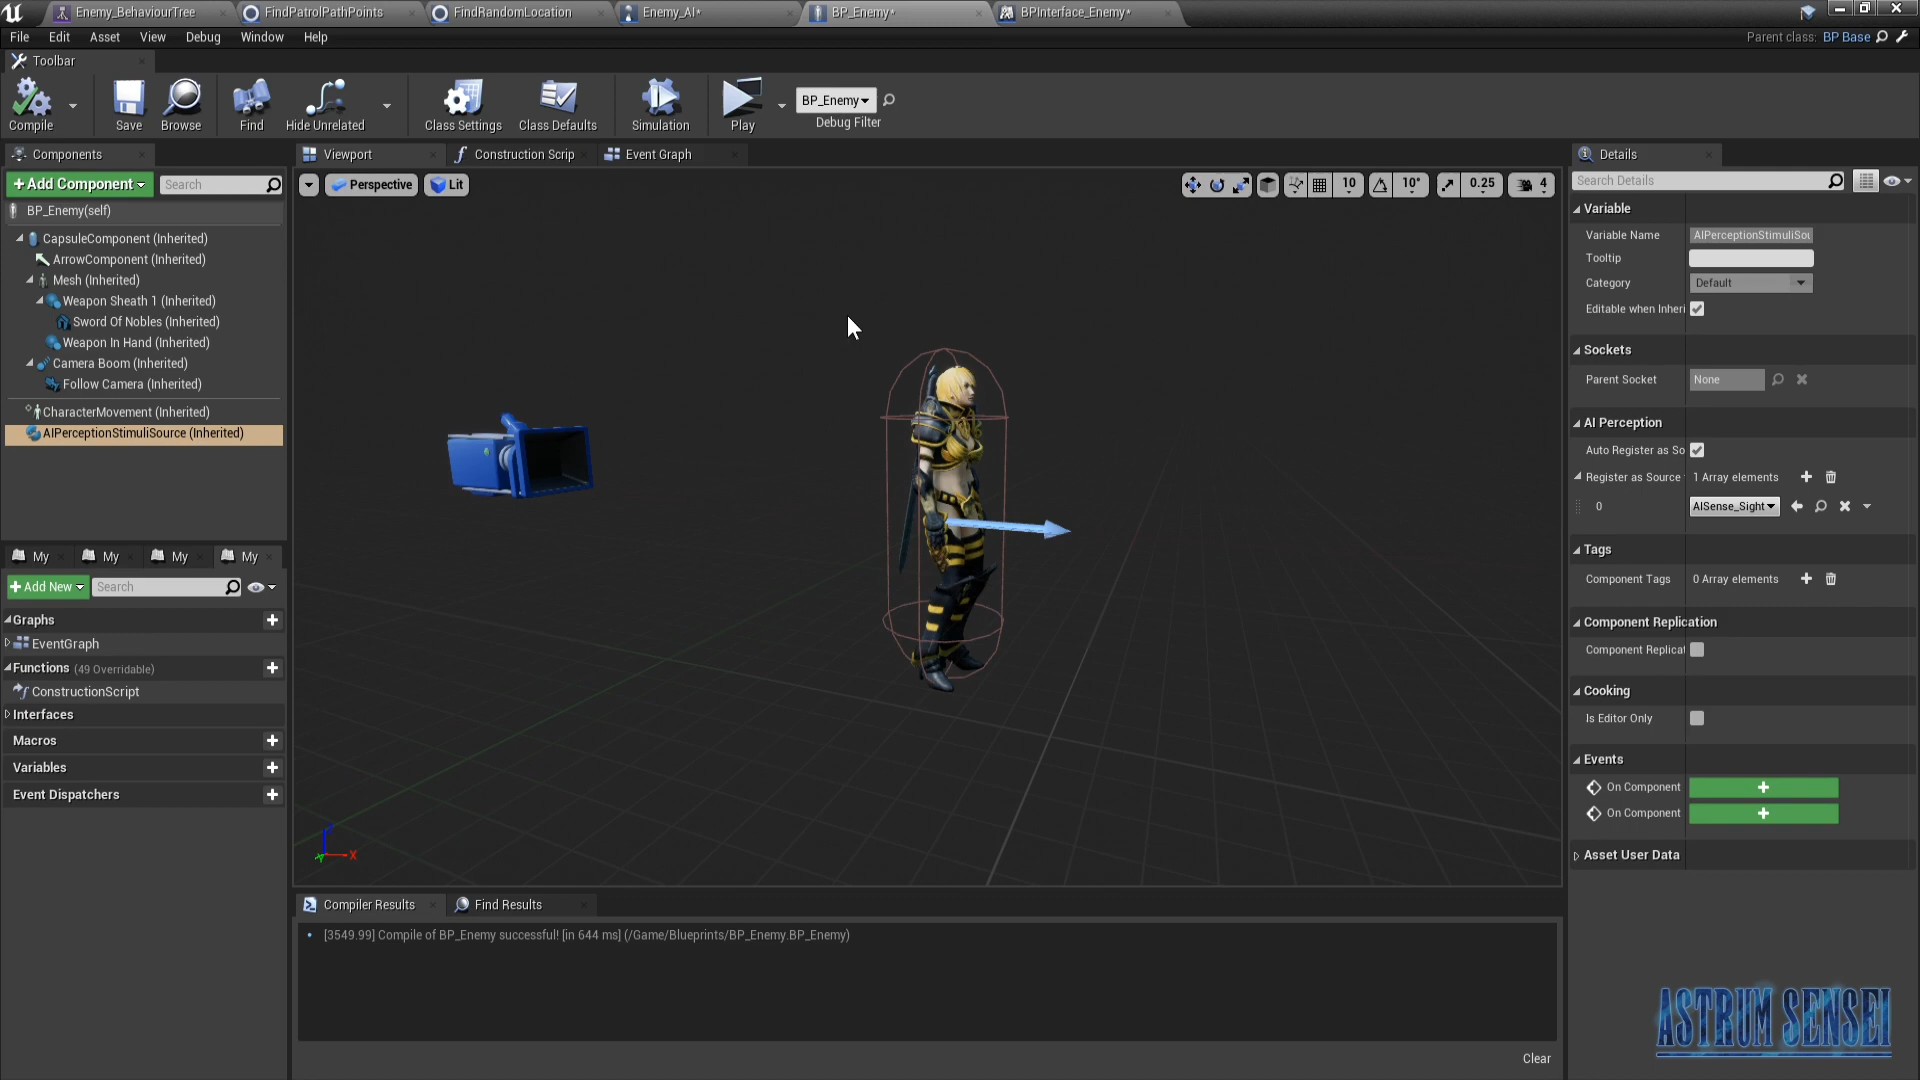 Enemy_BehaviourTree
FindPatrolPathPoints
FindRandomLocation
Enemy_AI*
BP_Enemy*
BPInterface_Enemy*
File Edit Asset View Debug Window Help
Parent class: BP Base
Toolbar
Compile
Save
Browse
Find
Hide Unrelated
Class Settings
Class Defaults
Simulation
Play
BP_Enemy
Debug Filter
Components
+Add Component
Search
BP_Enemy(self)
CapsuleComponent (Inherited)
ArrowComponent (Inherited)
Mesh (Inherited)
Weapon Sheath 1 (Inherited)
Sword Of Nobles (Inherited)
Weapon In Hand (Inherited)
Camera Boom (Inherited)
Follow Camera (Inherited)
CharacterMovement (Inherited)
AIPerceptionStimuliSource (Inherited)
My
My
My
My
+Add New
Search
Graphs
EventGraph
Functions (49 Overridable)
ConstructionScript
Interfaces
Macros
Variables
Event Dispatchers
Viewport
Construction Scrip
Event Graph
Perspective
Lit
10
10°
0.25
4
X
Y
Compiler Results
Find Results
[3549.99] Compile of BP_Enemy successful! [in 644 ms] (/Game/Blueprints/BP_Enemy.BP_Enemy)
Clear
Details
Search Details
Variable
Variable Name AIPerceptionStimuliSou
Tooltip
Category Default
Editable when Inheri
Sockets
Parent Socket None
AI Perception
Auto Register as So
Register as Source 1 Array elements
0 AISense_Sight
Tags
Component Tags 0 Array elements
Component Replication
Component Replicat
Cooking
Is Editor Only
Events
On Component +
On Component +
Asset User Data
ASTRUM SENSEI